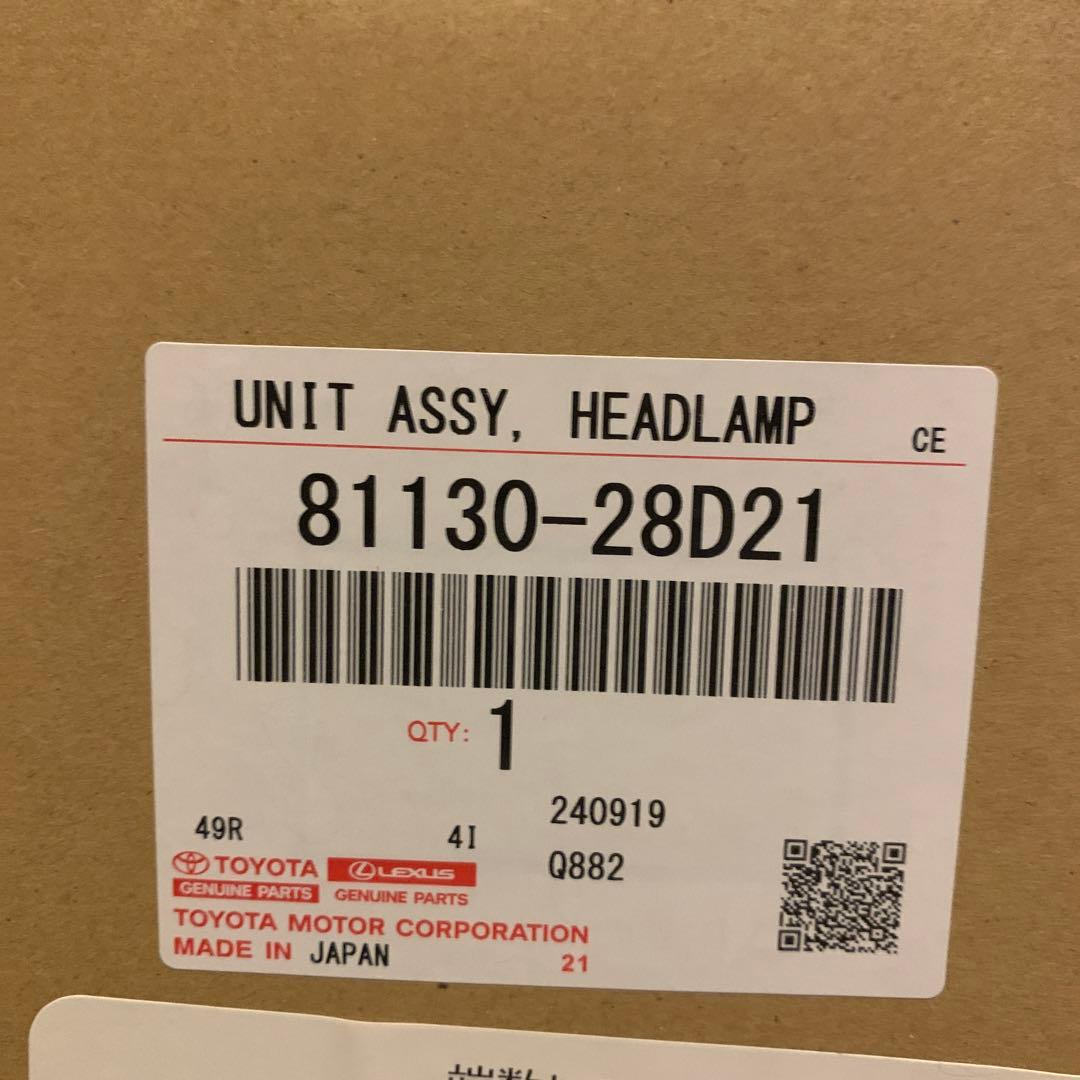 UNIT ASSY, HEADLAMP CE
81130-28D21
QTY: 1
240919
49R 4I
Q882
TOYOTA LEXUS
GENUINE PARTS GENUINE PARTS
TOYOTA MOTOR CORPORATION
MADE IN JAPAN 21